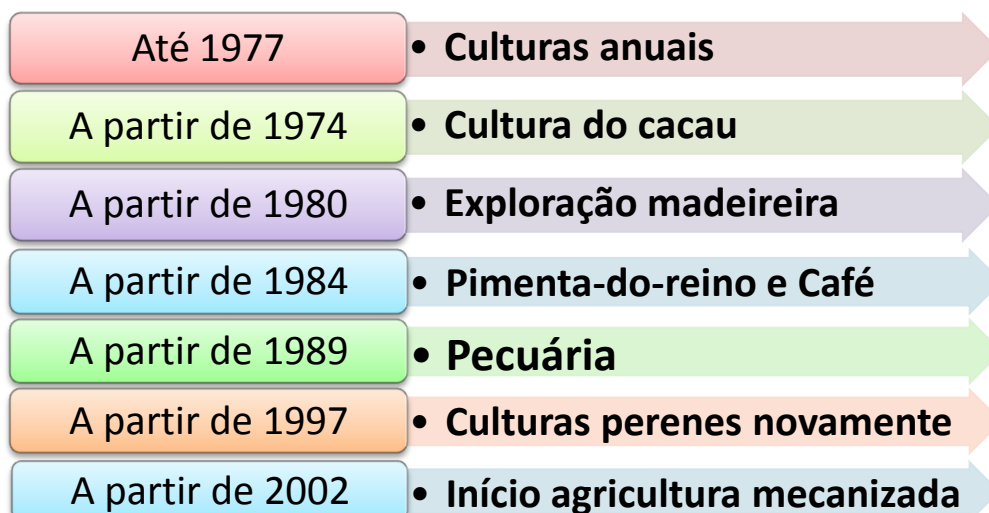 Até 1977 • Culturas anuais
A partir de 1974 • Cultura do cacau
A partir de 1980 • Exploração madeireira
A partir de 1984 • Pimenta-do-reino e Café
A partir de 1989 • Pecuária
A partir de 1997 • Culturas perenes novamente
A partir de 2002 • Início agricultura mecanizada